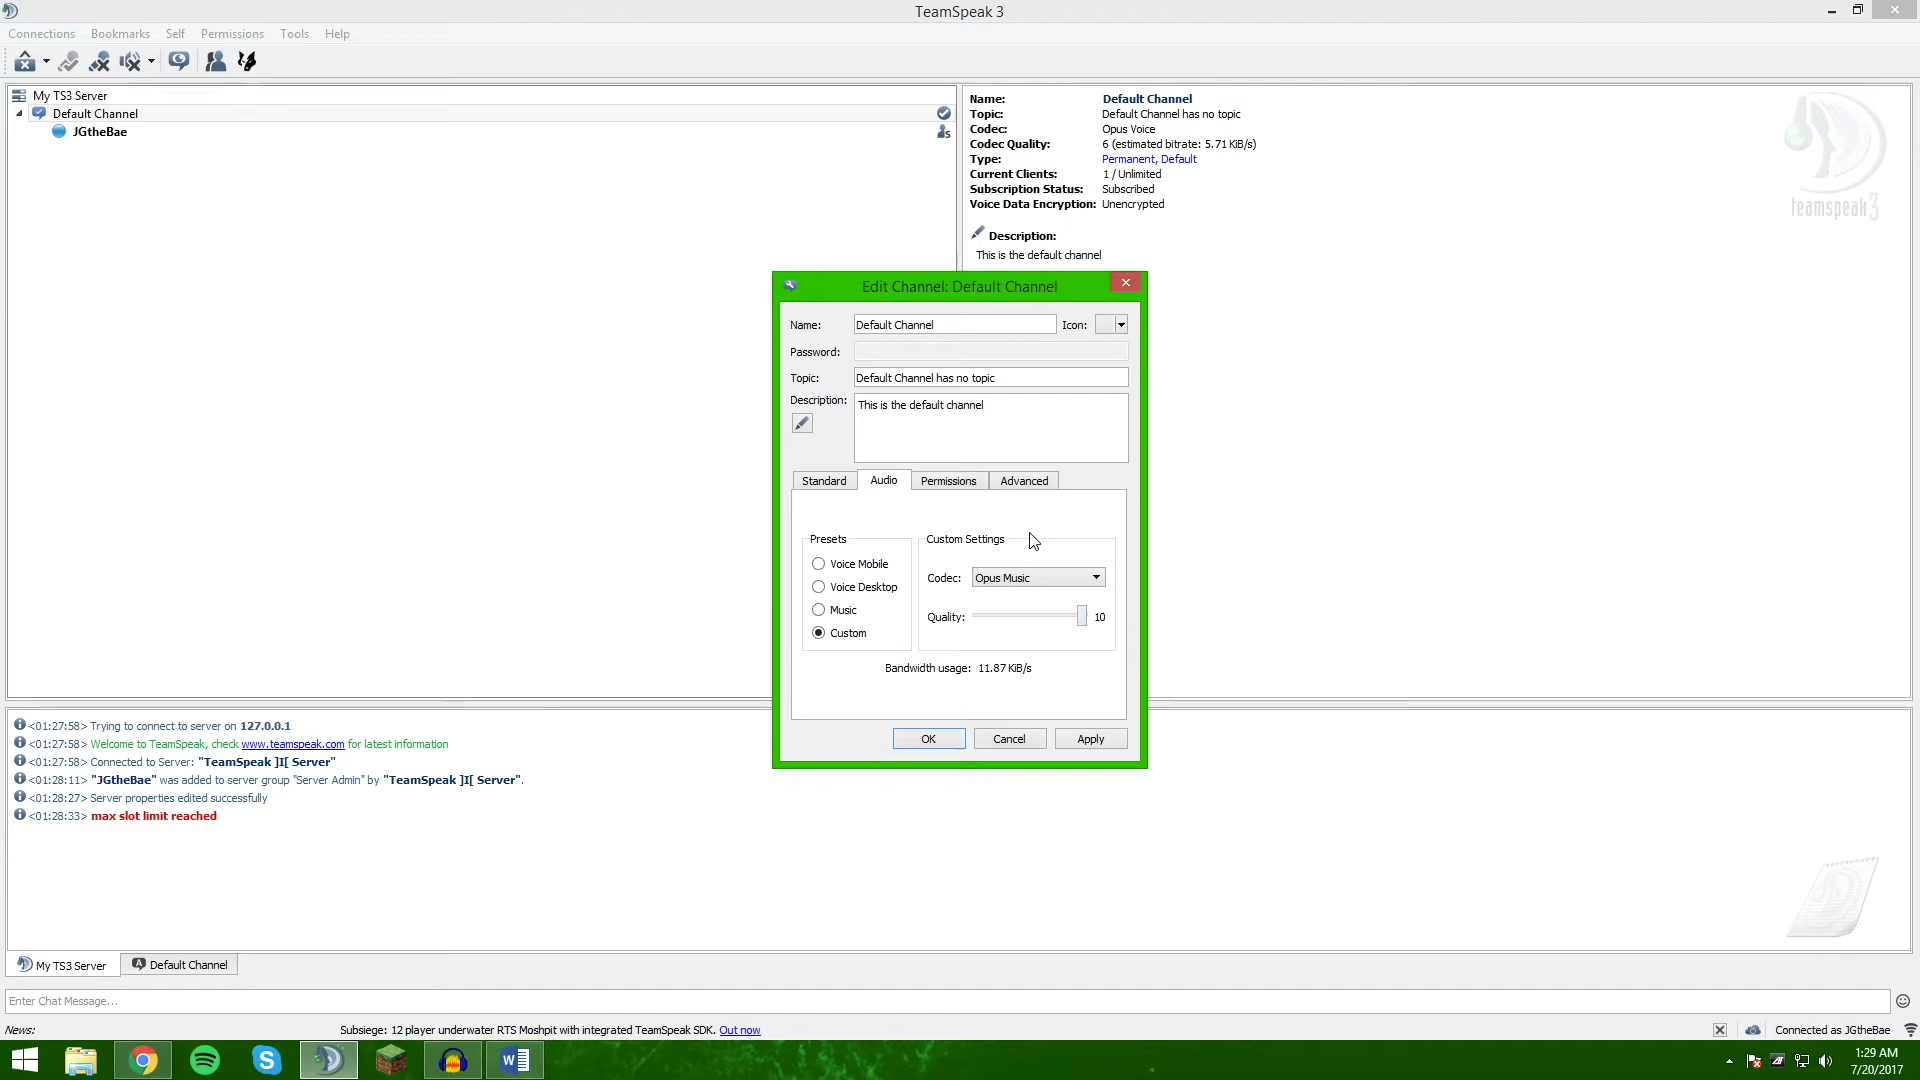 TeamSpeak 3
Connections Bookmarks Self Permissions Tools Help
My TS3 Server
Default Channel
JGtheBae
Name: Default Channel
Topic: Default Channel has no topic
Codec: Opus Voice
Codec Quality: 6 (estimated bitrate: 5.71 KiB/s)
Type: Permanent, Default
Current Clients: 1 / Unlimited
Subscription Status: Subscribed
Voice Data Encryption: Unencrypted
Description:
This is the default channel
teamspeak 3
Edit Channel: Default Channel
Name: Default Channel Icon:
Password:
Topic: Default Channel has no topic
Description: This is the default channel
Standard Audio Permissions Advanced
Presets
Voice Mobile
Voice Desktop
Music
Custom
Custom Settings
Codec: Opus Music
Quality: 10
Bandwidth usage: 11.87 KiB/s
OK Cancel Apply
<01:27:58> Trying to connect to server on 127.0.0.1
<01:27:58> Welcome to TeamSpeak, check www.teamspeak.com for latest information
<01:27:58> Connected to Server: "TeamSpeak ]I[ Server"
<01:28:11> "JGtheBae" was added to server group "Server Admin" by "TeamSpeak ]I[ Server".
<01:28:27> Server properties edited successfully
<01:28:33> max slot limit reached
My TS3 Server Default Channel
Enter Chat Message...
News: Subsiege: 12 player underwater RTS Moshpit with integrated TeamSpeak SDK. Out now Connected as JGtheBae
1:29 AM
7/20/2017